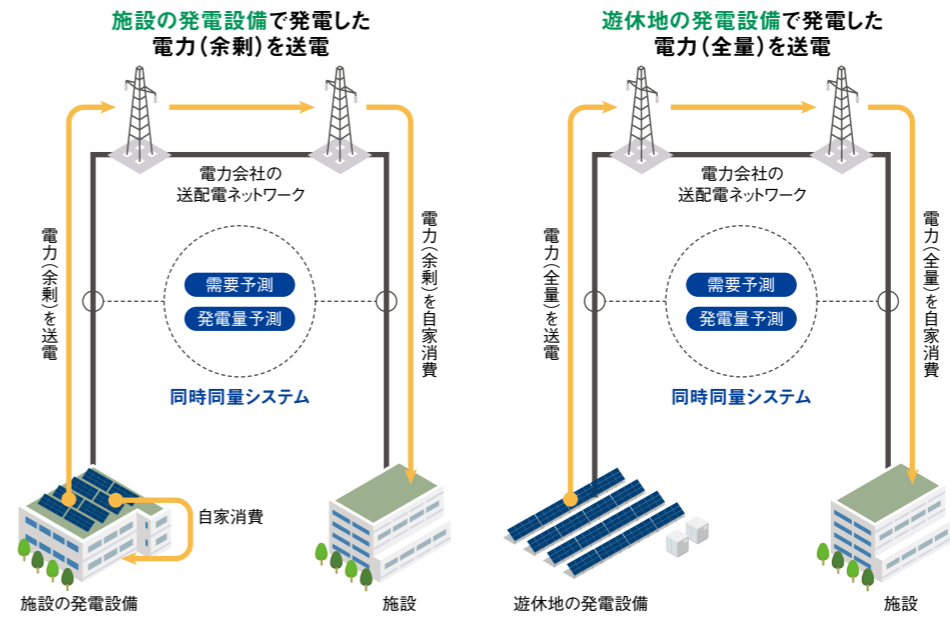 施設の発電設備で発電した
電力(余剰)を送電
電力会社の
送配電ネットワーク
電力(余剰)を送電
電力(余剰)を自家消費
需要予測
発電量予測
同時同量システム
自家消費
施設の発電設備
施設
遊休地の発電設備で発電した
電力(全量)を送電
電力会社の
送配電ネットワーク
電力(全量)を送電
電力(全量)を自家消費
需要予測
発電量予測
同時同量システム
遊休地の発電設備
施設